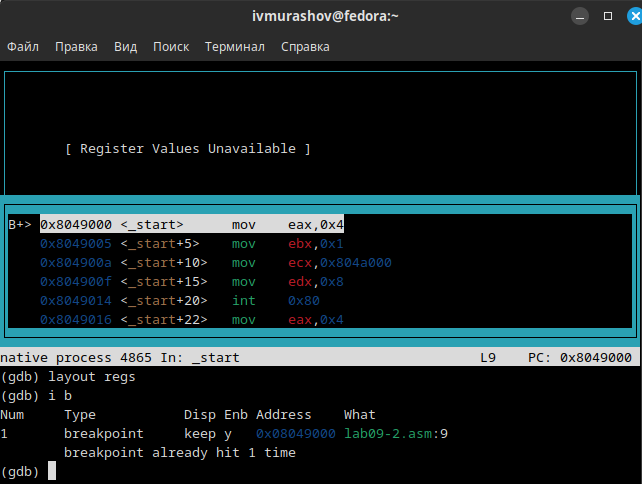 ivmurashov@fedora:~
Файл Правка Вид Поиск Терминал Справка
[ Register Values Unavailable ]
B+> 0x8049000 <_start> mov eax,0x4
0x8049005 <_start+5> mov ebx,0x1
0x804900a <_start+10> mov ecx,0x804a000
0x804900f <_start+15> mov edx,0x8
0x8049014 <_start+20> int 0x80
0x8049016 <_start+22> mov eax,0x4
native process 4865 In: _start L9 PC: 0x8049000
(gdb) layout regs
(gdb) i b
Num Type Disp Enb Address What
1 breakpoint keep y 0x08049000 lab09-2.asm:9
breakpoint already hit 1 time
(gdb)